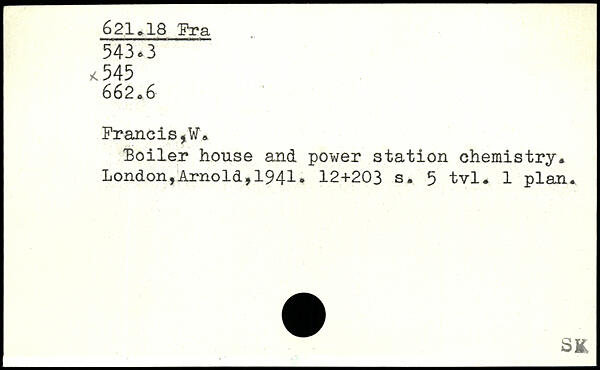 621.18 Fra
543.3
x 545
662.6
Francis,W.
Boiler house and power station chemistry.
London,Arnold,1941. 12+203 s. 5 tvl. 1 plan.
SK